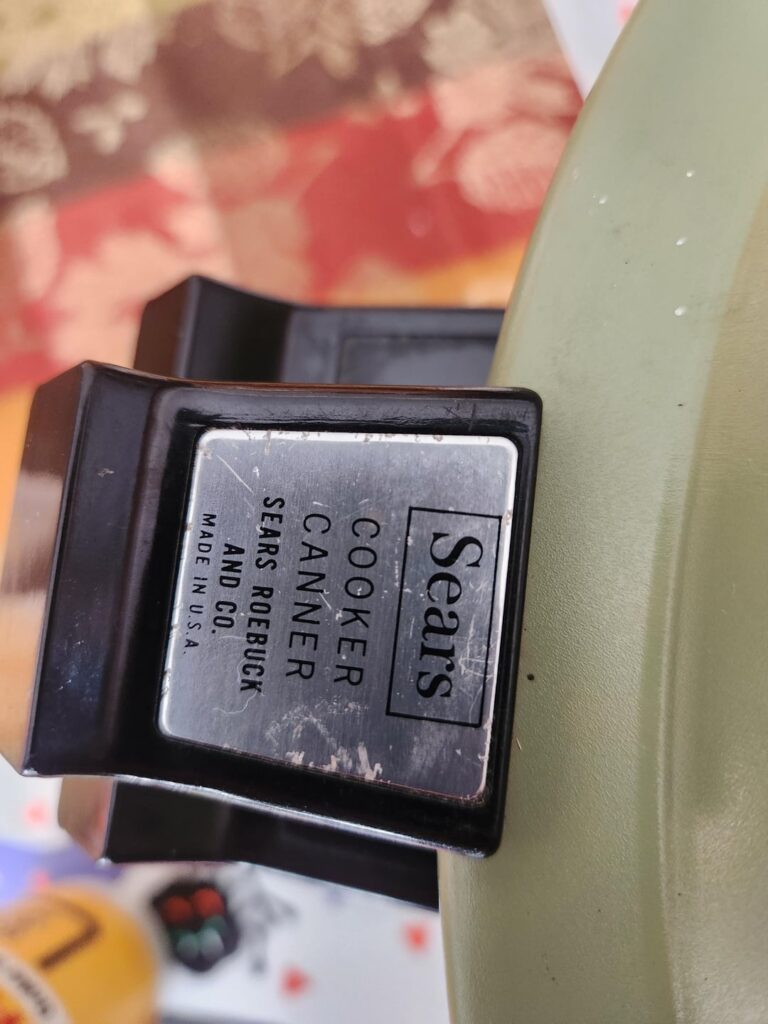 Sears
COOKER
CANNER
SEARS ROEBUCK
AND CO.
MADE IN U.S.A.